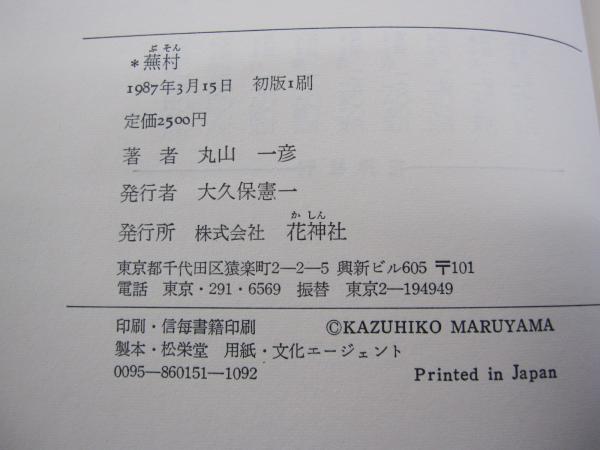 ぶそん
*蕪村
1987年3月15日 初版1刷
定価2500円
著者 丸山 一彦
発行者 大久保憲一
かしん
発行所 株式会社 花神社
東京都千代田区猿楽町2―2―5 興新ビル605 〒101
電話 東京・291・6569 振替 東京2―194949
印刷・信毎書籍印刷 ©KAZUHIKO MARUYAMA
製本・松栄堂 用紙・文化エージェント
0095―860151―1092 Printed in Japan